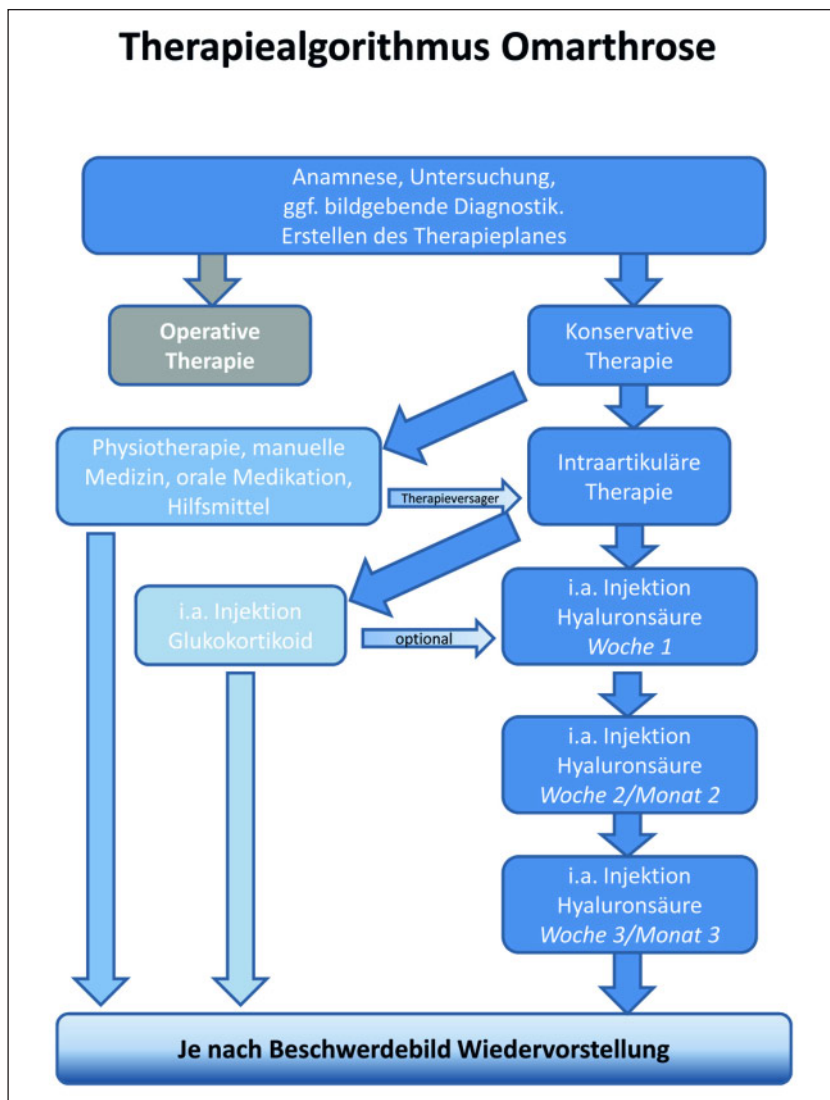 Therapiealgorithmus Omarthrose
Anamnese, Untersuchung,
ggf. bildgebende Diagnostik.
Erstellen des Therapieplanes
Operative
Therapie
Konservative
Therapie
Physiotherapie, manuelle
Medizin, orale Medikation,
Hilfsmittel
Therapieversager
Intraartikuläre
Therapie
i.a. Injektion
Glukokortikoid
optional
i.a. Injektion
Hyaluronsäure
Woche 1
i.a. Injektion
Hyaluronsäure
Woche 2/Monat 2
i.a. Injektion
Hyaluronsäure
Woche 3/Monat 3
Je nach Beschwerdebild Wiedervorstellung